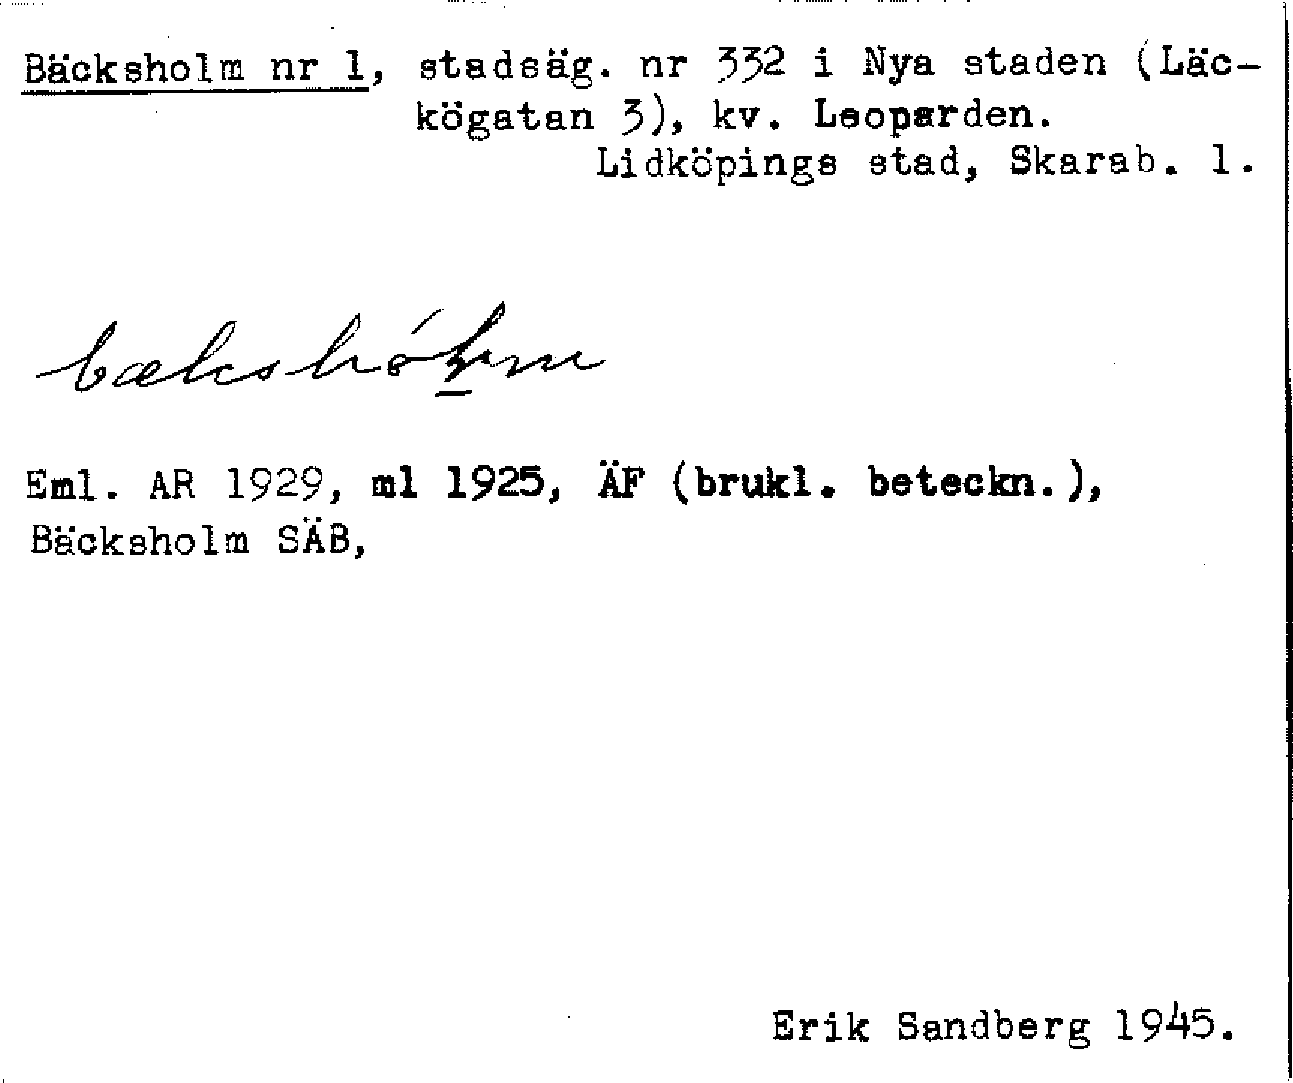 Bäcksholm nr 1, stadsäg. nr 332 i Nya staden (Läc-
kögatan 3), kv. Leoparden.
Lidköpings stad, Skarab. l.
Eml. AR 1929, ml 1925, ÄF (brukl. beteckn.),
Bäcksholm SÄB,
Erik Sandberg 1945.